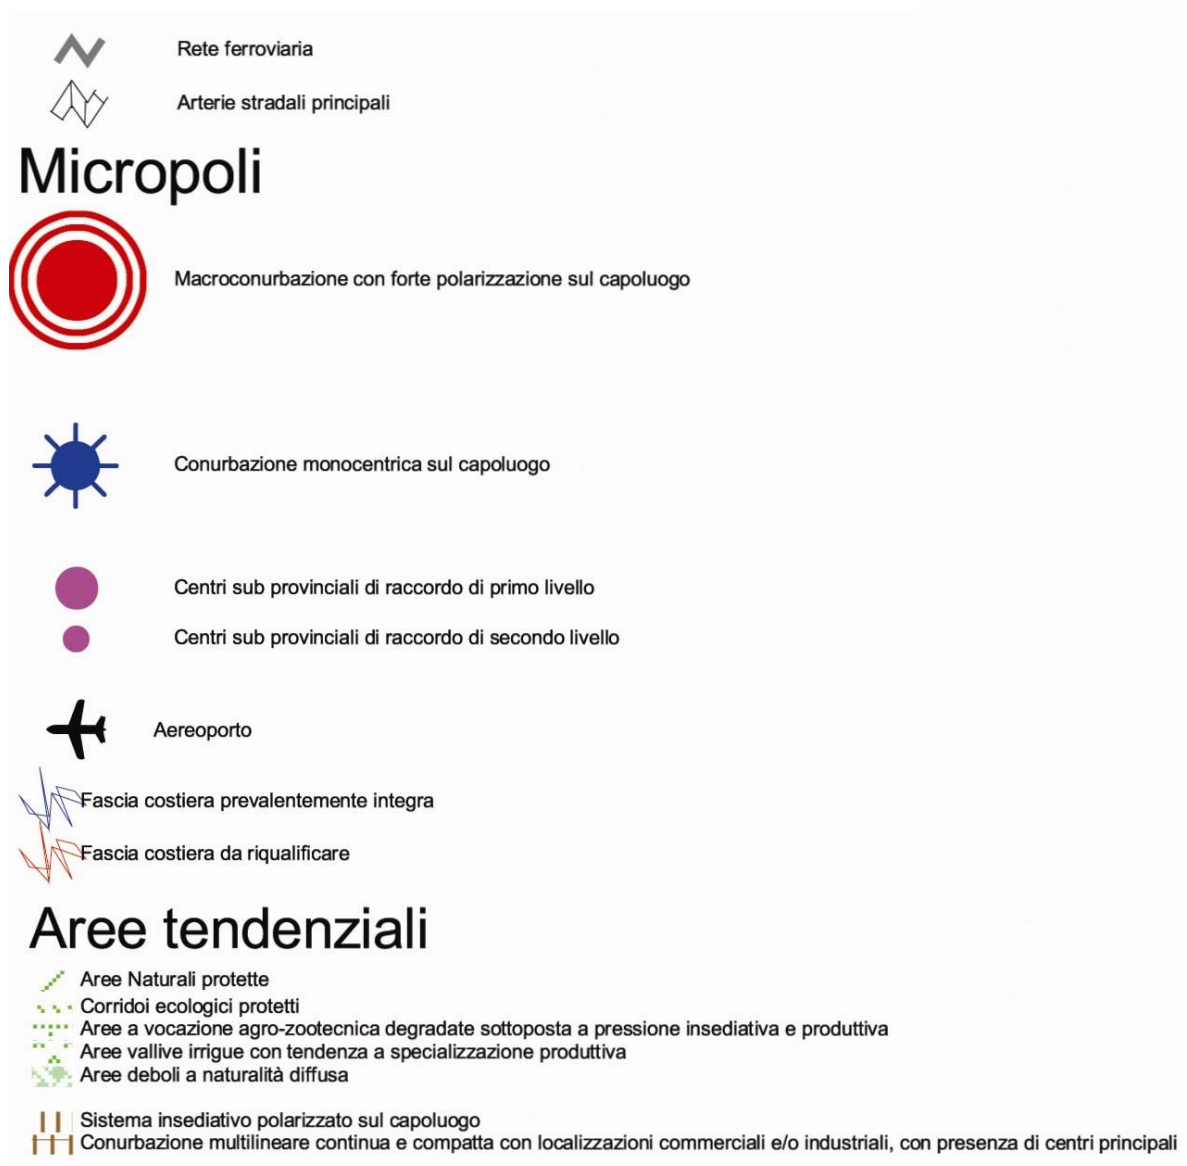 Rete ferroviaria
Arterie stradali principali
Micropoli
Macroconurbazione con forte polarizzazione sul capoluogo
Conurbazione monocentrica sul capoluogo
Centri sub provinciali di raccordo di primo livello
Centri sub provinciali di raccordo di secondo livello
Aereoporto
Fascia costiera prevalentemente integra
Fascia costiera da riqualificare
Aree tendenziali
Aree Naturali protette
Corridoi ecologici protetti
Aree a vocazione agro-zootecnica degradate sottoposta a pressione insediativa e produttiva
Aree vallive irrigue con tendenza a specializzazione produttiva
Aree deboli a naturalità diffusa
Sistema insediativo polarizzato sul capoluogo
Conurbazione multilineare continua e compatta con localizzazioni commerciali e/o industriali, con presenza di centri principali